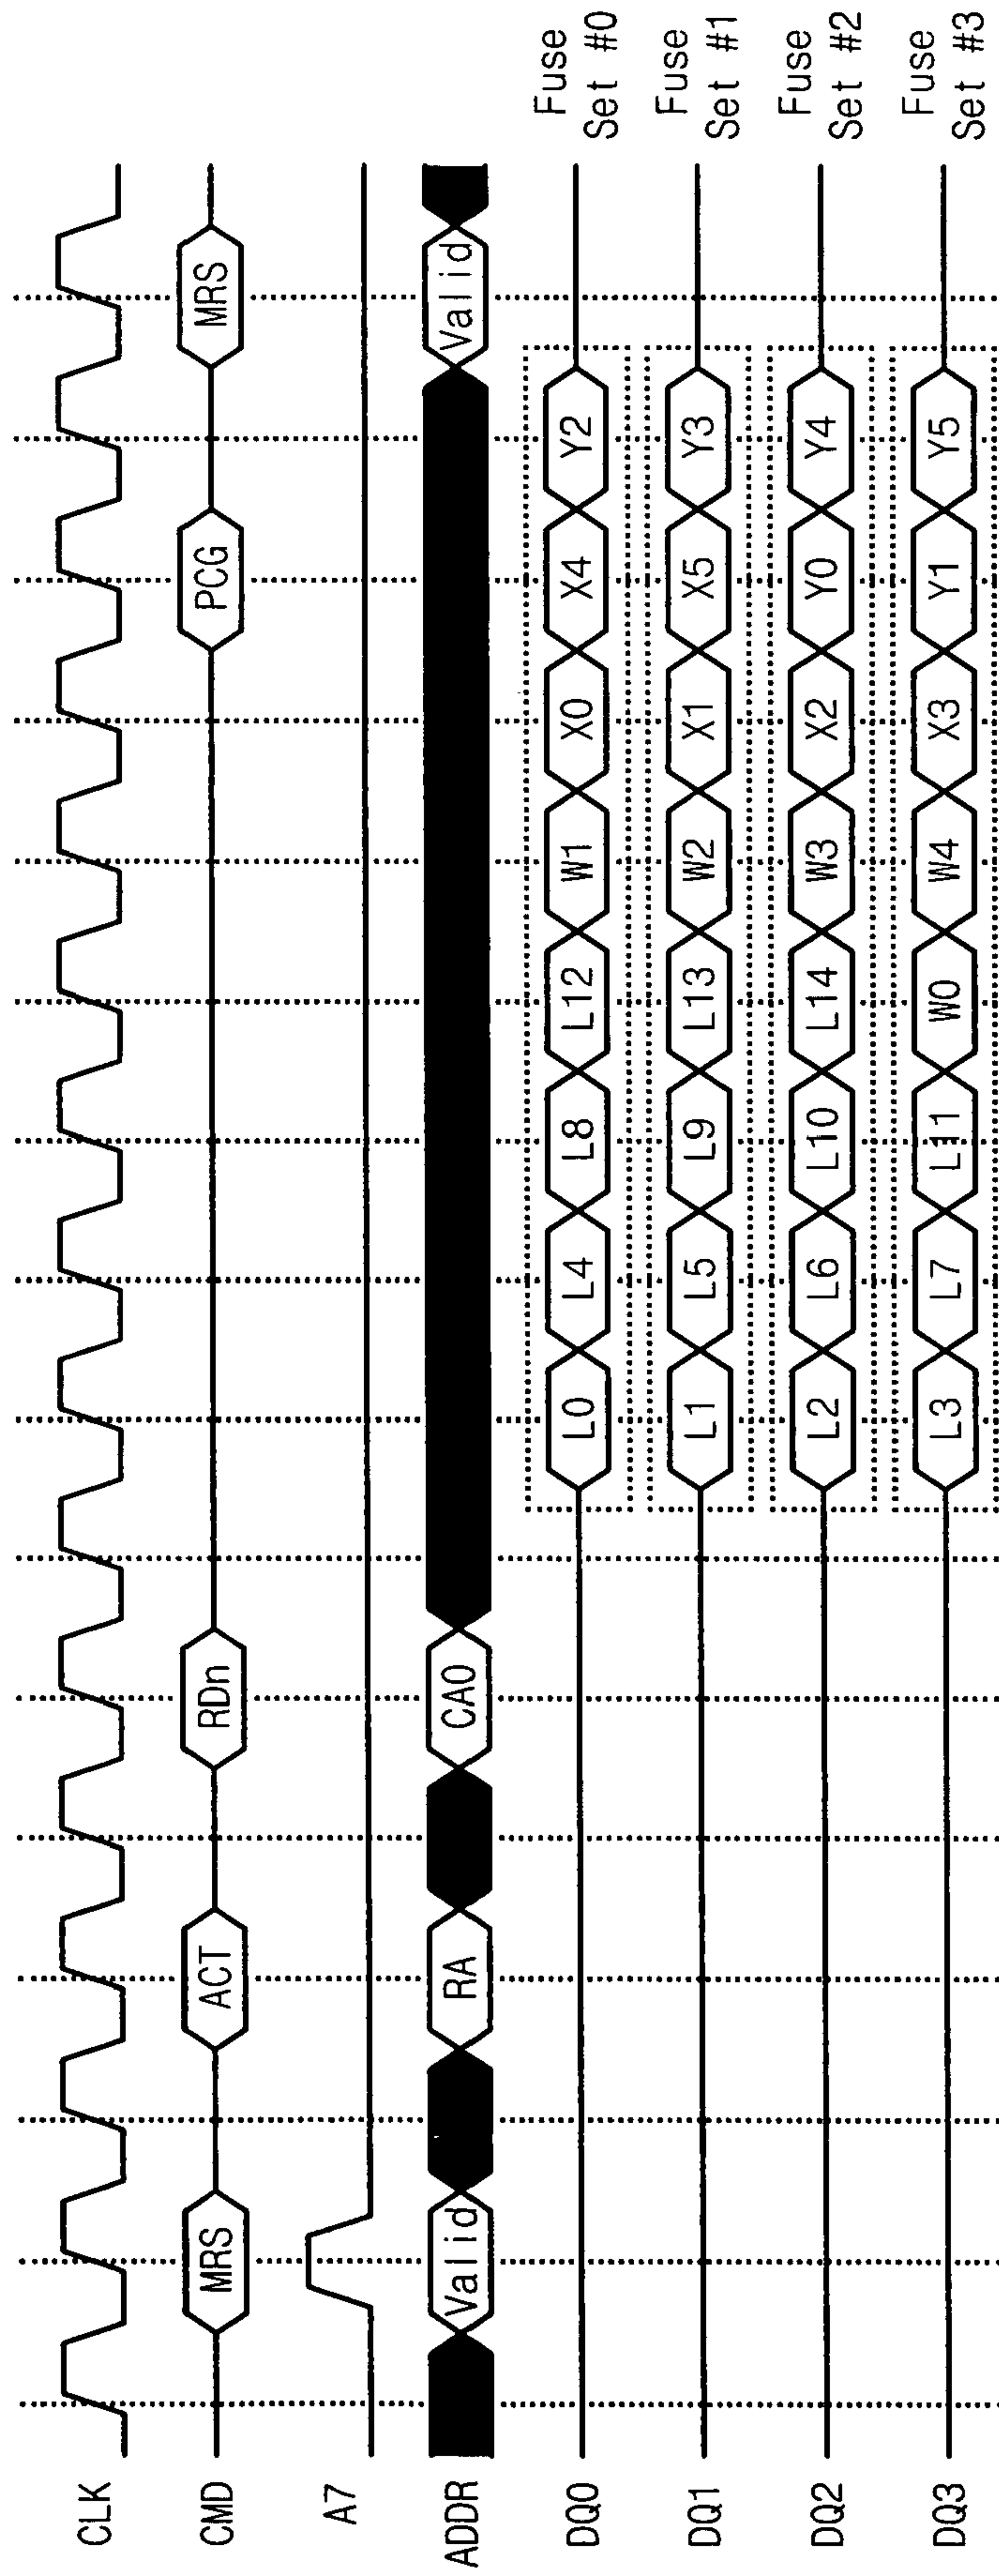 CLK
CMD MRS ACT RDn PCG MRS
A7
ADDR Valid RA CA0 Valid
DQ0 L0 L4 L8 L12 W1 X0 X4 Y2 Fuse
Set #0
DQ1 L1 L5 L9 L13 W2 X1 X5 Y3 Fuse
Set #1
DQ2 L2 L6 L10 L14 W3 X2 Y0 Y4 Fuse
Set #2
DQ3 L3 L7 L11 W0 W4 X3 Y1 Y5 Fuse
Set #3